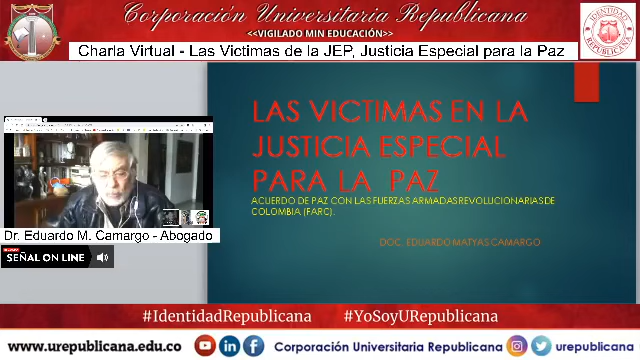 Corporación Universitaria Republicana
<<VIGILADO MIN EDUCACIÓN>>
Charla Virtual - Las Victimas de la JEP, Justicia Especial para la Paz
IDENTIDAD
REPUBLICANA
LAS VICTIMAS EN LA
JUSTICIA ESPECIAL
PARA LA PAZ
ACUERDO DE PAZ CON LAS FUERZAS ARMADAS REVOLUCIONARIAS DE
COLOMBIA (FARC).
DOC. EDUARDO MATYAS CAMARGO
Dr. Eduardo M. Camargo - Abogado
SEÑAL ON LINE
#IdentidadRepublicana #YoSoyURepublicana
www.urepublicana.edu.co Corporación Universitaria Republicana urepublicana